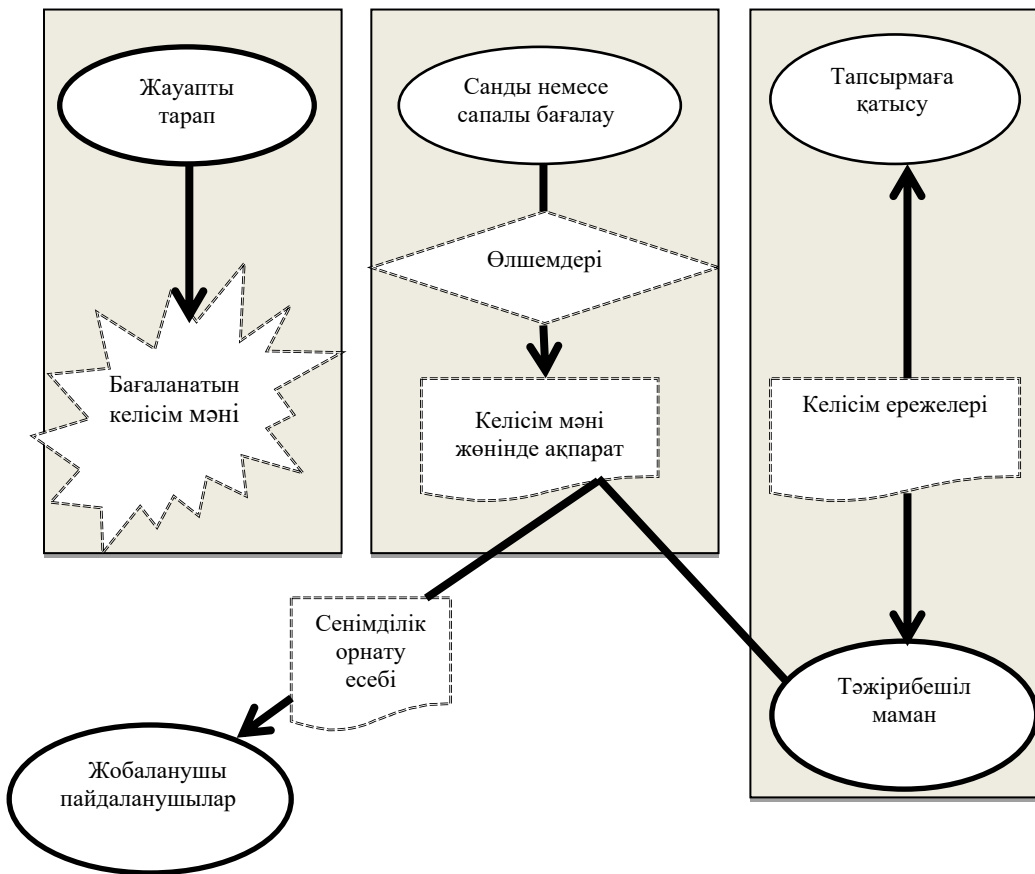 Жауапты
тарап
Бағаланатын
келісім мәні
Санды немесе
сапалы бағалау
Өлшемдері
Келісім мәні
жөнінде ақпарат
Тапсырмаға
қатысу
Келісім ережелері
Сенімділік
орнату
есебі
Тәжірибешіл
маман
Жобаланушы
пайдаланушылар